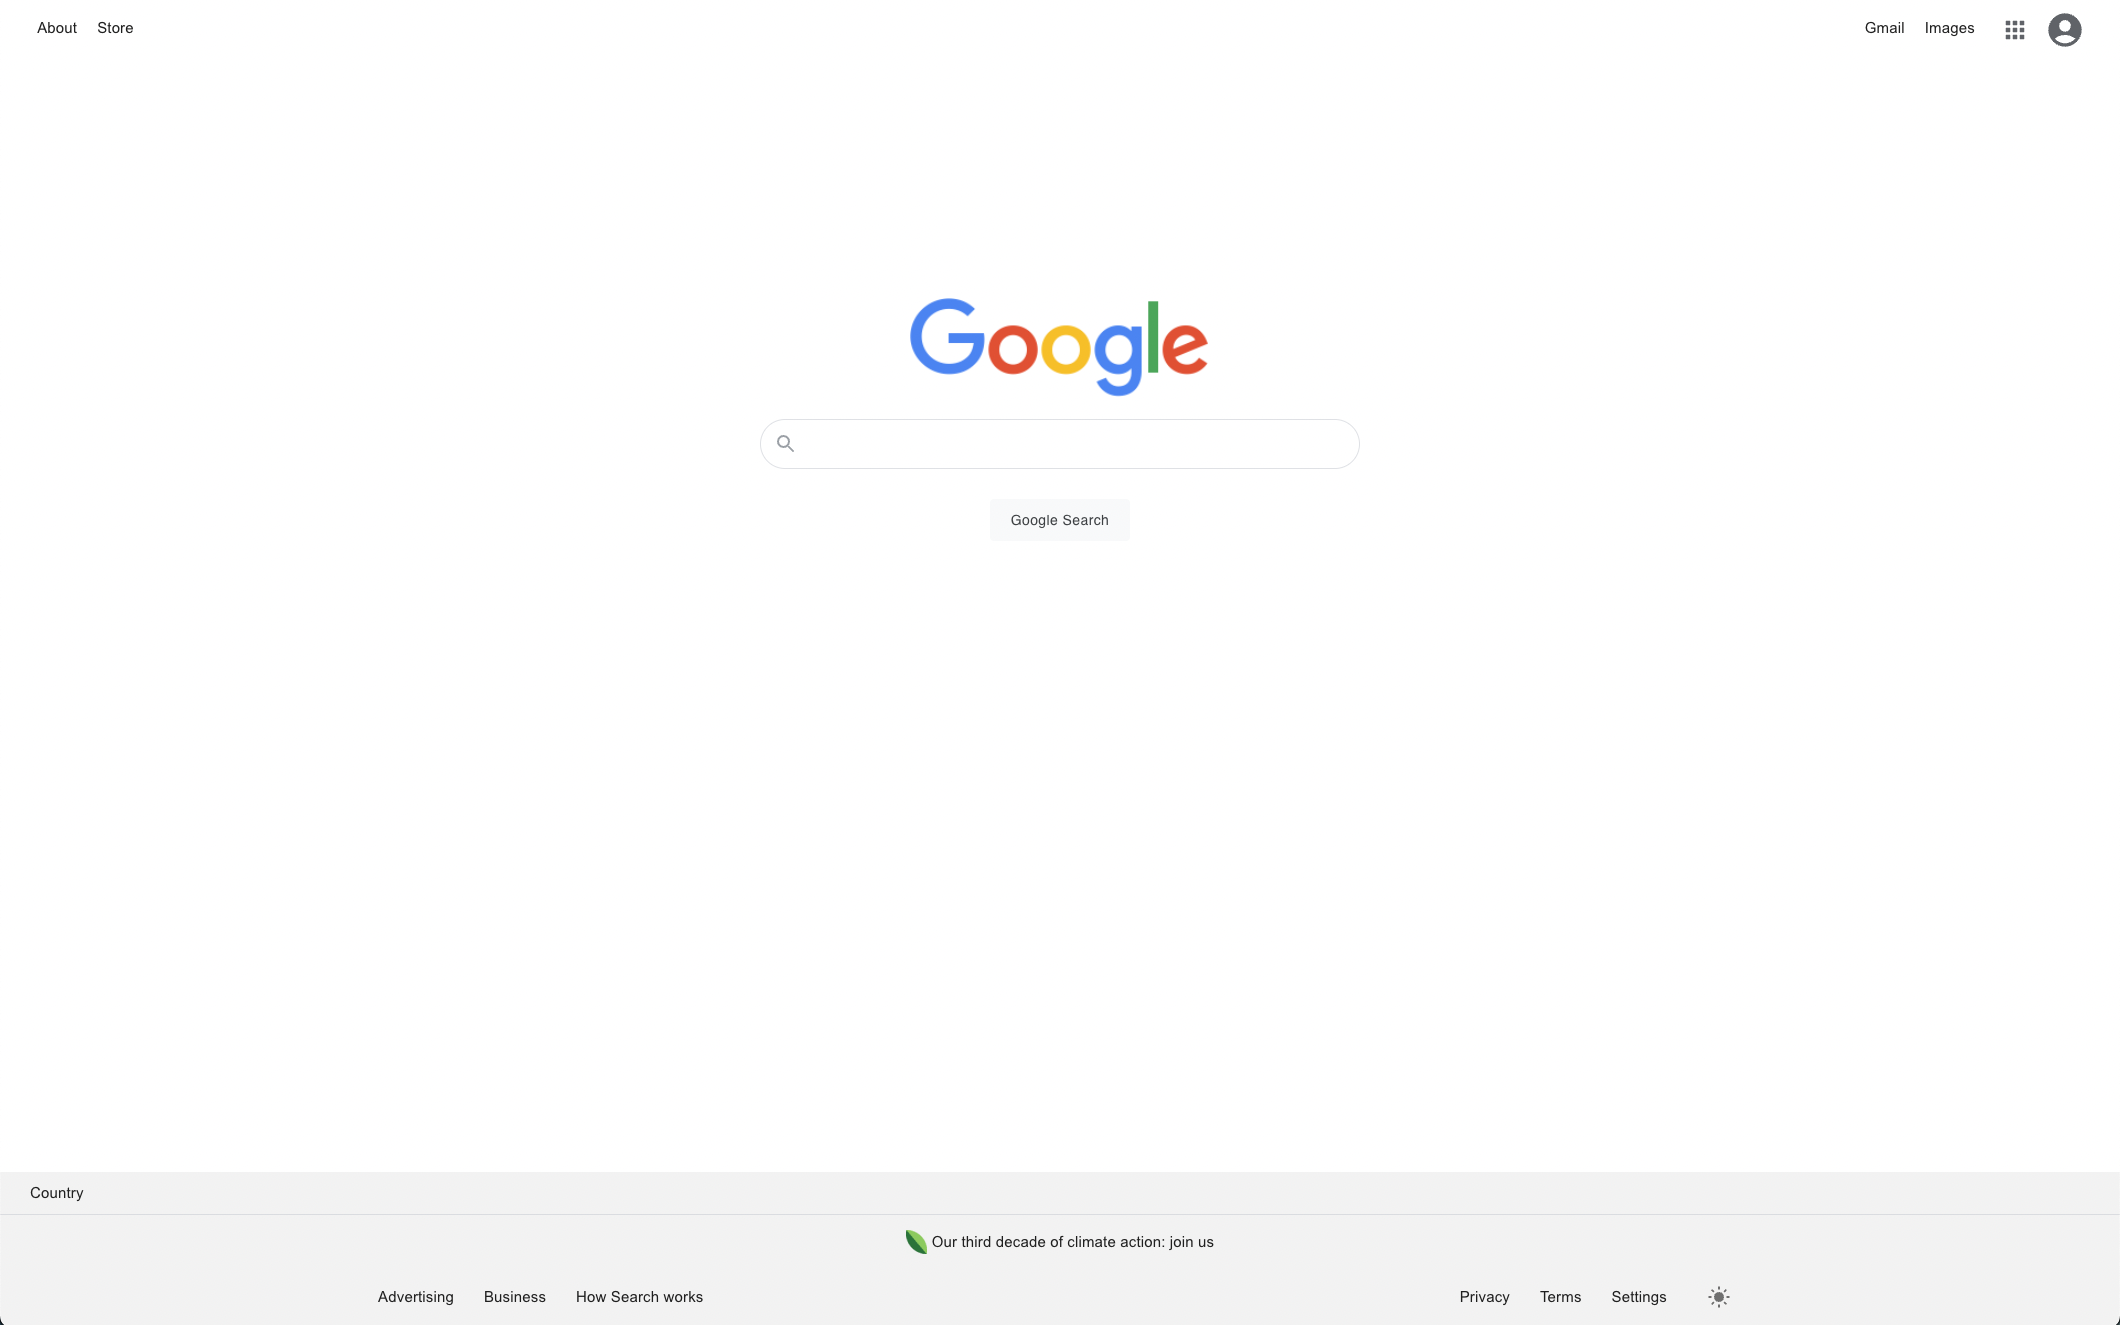 About Store Gmail Images
Google
Google Search
Country
Our third decade of climate action: join us
Advertising Business How Search works Privacy Terms Settings